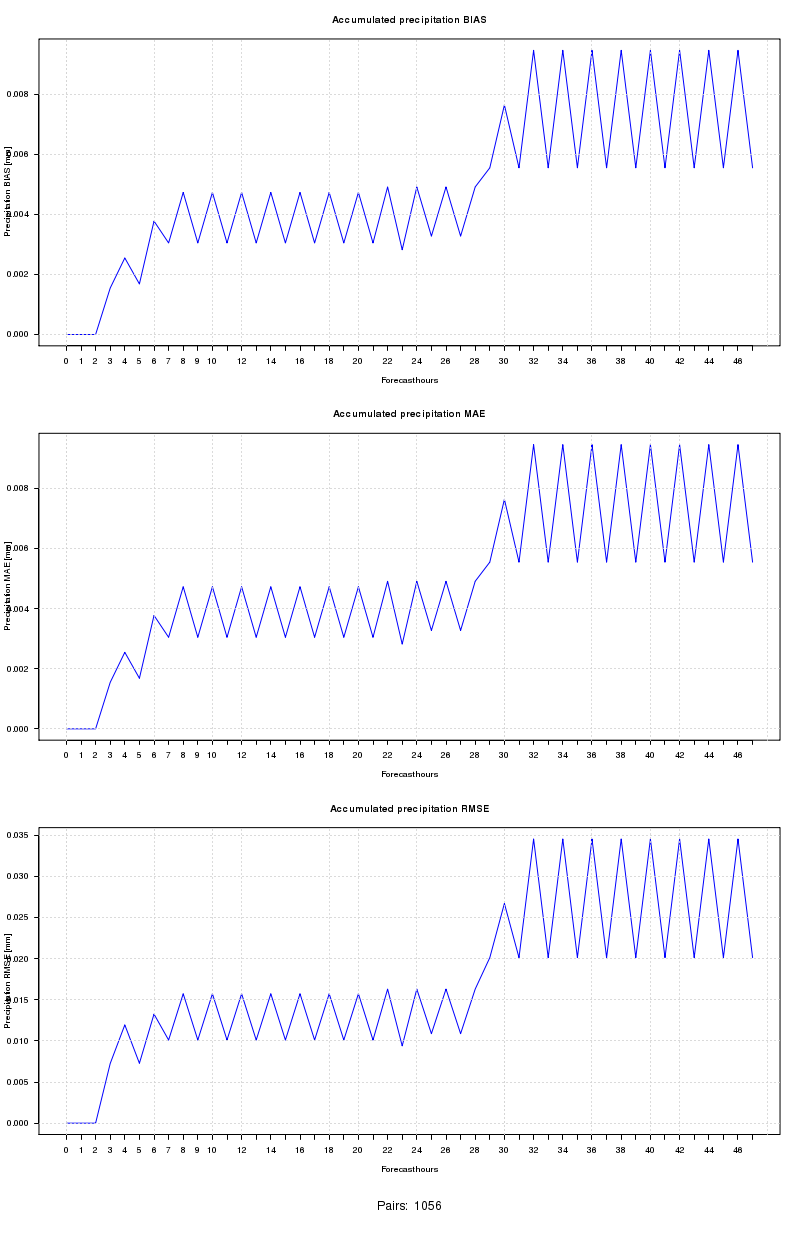 Accumulated precipitation BIAS
Precipitation BIAS [mm]
0.008
0.006
0.004
0.002
0.000
0 1 2 3 4 5 6 7 8 9 10 12 14 16 18 20 22 24 26 28 30 32 34 36 38 40 42 44 46
Forecasthours
Accumulated precipitation MAE
Precipitation MAE [mm]
0.008
0.006
0.004
0.002
0.000
0 1 2 3 4 5 6 7 8 9 10 12 14 16 18 20 22 24 26 28 30 32 34 36 38 40 42 44 46
Forecasthours
Accumulated precipitation RMSE
Precipitation RMSE [mm]
0.035
0.030
0.025
0.020
0.015
0.010
0.005
0.000
0 1 2 3 4 5 6 7 8 9 10 12 14 16 18 20 22 24 26 28 30 32 34 36 38 40 42 44 46
Forecasthours
Pairs: 1056